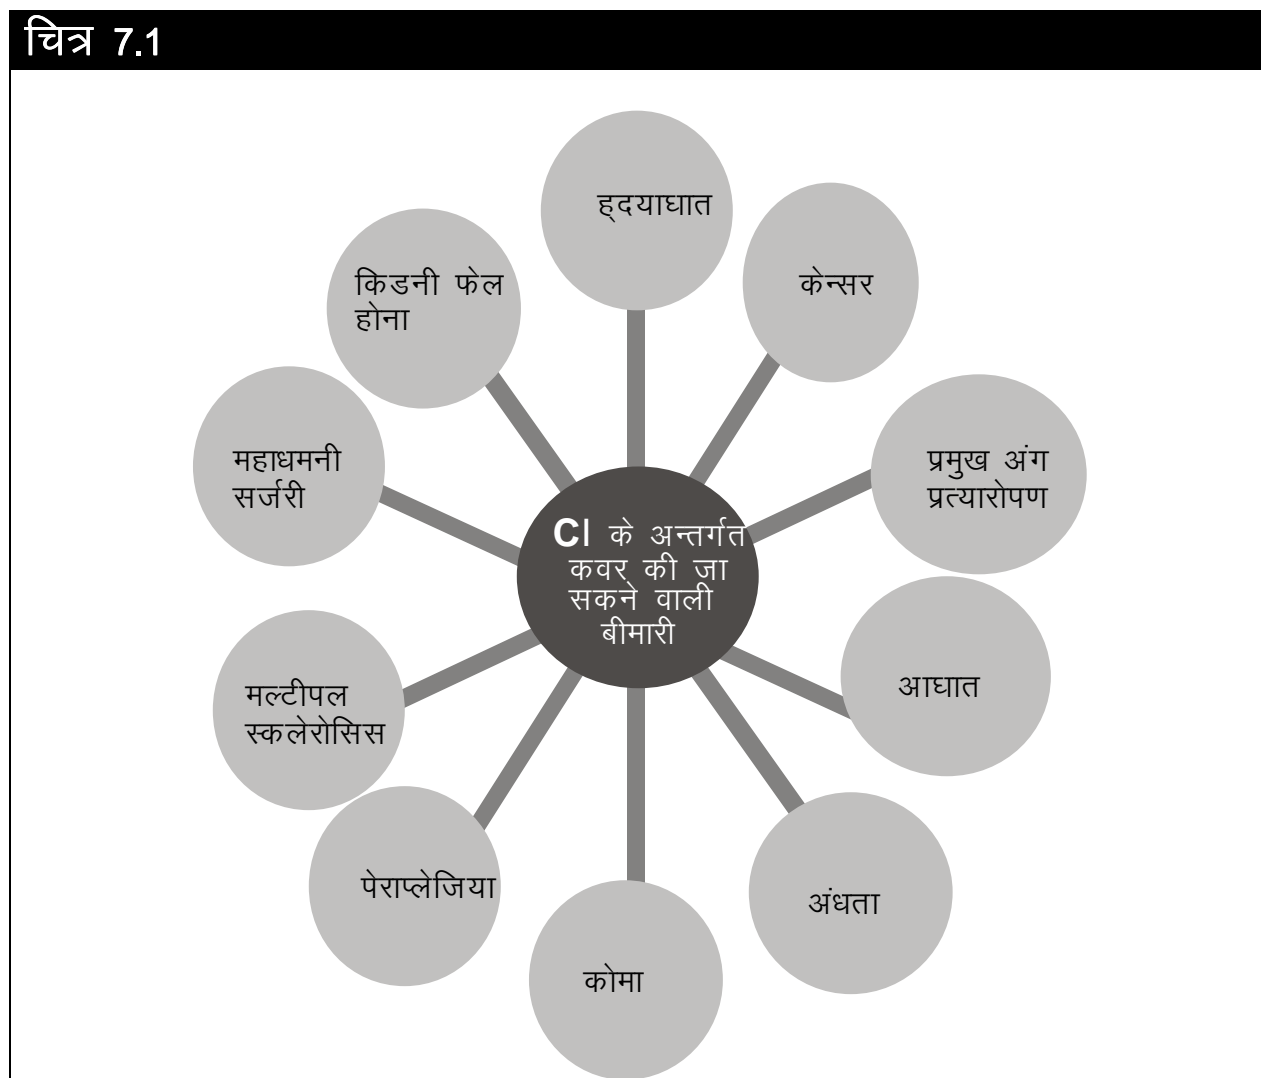 चित्र 7.1
ह्दयाघात
केन्सर
प्रमुख अंग
प्रत्यारोपण
आघात
अंधता
कोमा
पेराप्लेजिया
मल्टीपल
स्कलेरोसिस
महाधमनी
सर्जरी
किडनी फेल
होना
CI के अन्तर्गत
कवर की जा
सकने वाली
बीमारी